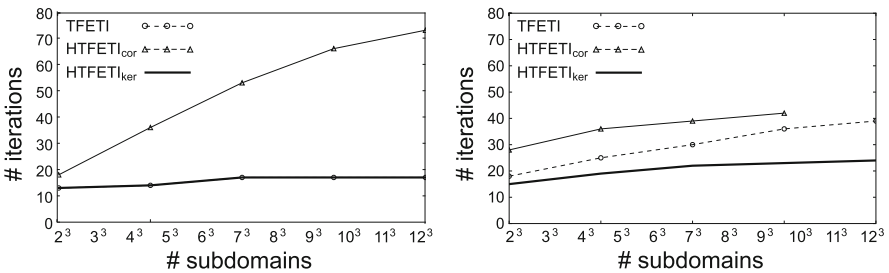 80
70
60
50
40
30
20
10
0
# iterations
TFETI
HTFETIcor
HTFETIker
2³ 3³ 4³ 5³ 6³ 7³ 8³ 9³ 10³ 11³ 12³
# subdomains
80
70
60
50
40
30
20
10
0
# iterations
TFETI
HTFETIcor
HTFETIker
2³ 3³ 4³ 5³ 6³ 7³ 8³ 9³ 10³ 11³ 12³
# subdomains